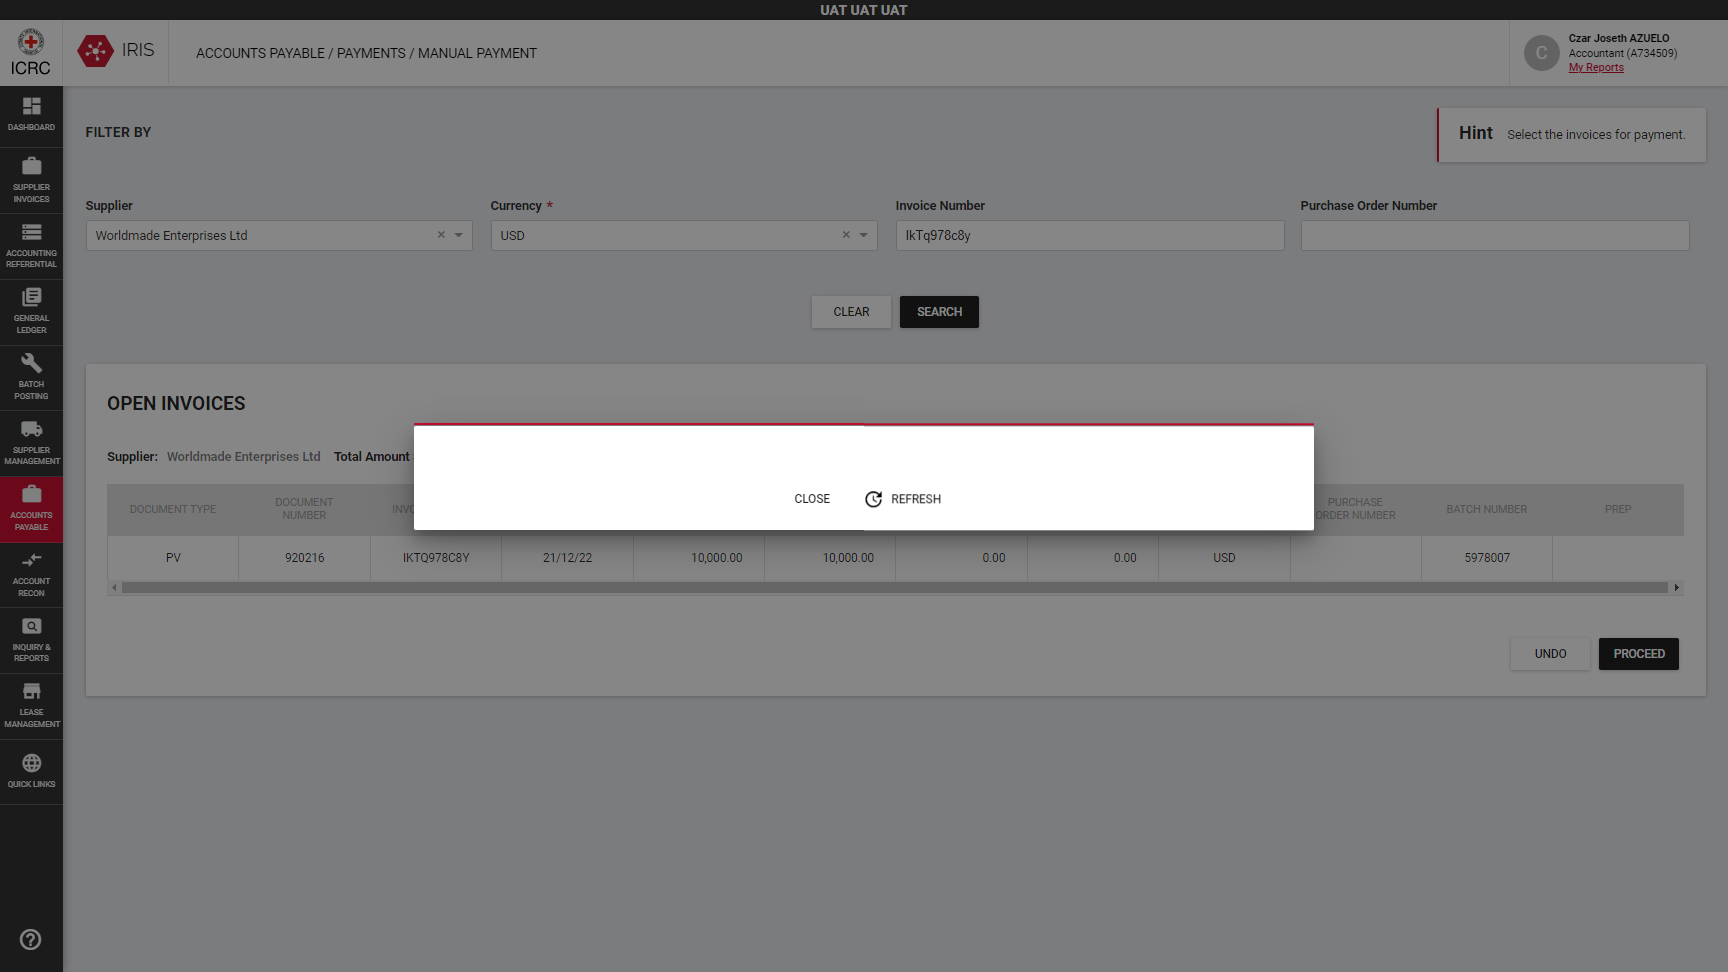 UAT UAT UAT
ICRC
IRIS
ACCOUNTS PAYABLE / PAYMENTS / MANUAL PAYMENT
C
Czar Joseth AZUELO
Accountant (A734509)
My Reports
DASHBOARD
SUPPLIER
INVOICES
ACCOUNTING
REFERENTIAL
GENERAL
LEDGER
BATCH
POSTING
SUPPLIER
MANAGEMENT
ACCOUNTS
PAYABLE
ACCOUNT
RECON
INQUIRY &
REPORTS
LEASE
MANAGEMENT
QUICK LINKS
FILTER BY
Hint Select the invoices for payment.
Supplier Currency * Invoice Number Purchase Order Number
Worldmade Enterprises Ltd USD IkTq978c8y
CLEAR SEARCH
OPEN INVOICES
Supplier: Worldmade Enterprises Ltd Total Amount
CLOSE REFRESH
DOCUMENT TYPE
DOCUMENT
NUMBER
PURCHASE
ORDER NUMBER
BATCH NUMBER
PREP
PV 920216 IKTQ978C8Y 21/12/22 10,000.00 10,000.00 0.00 0.00 USD 5978007
UNDO PROCEED